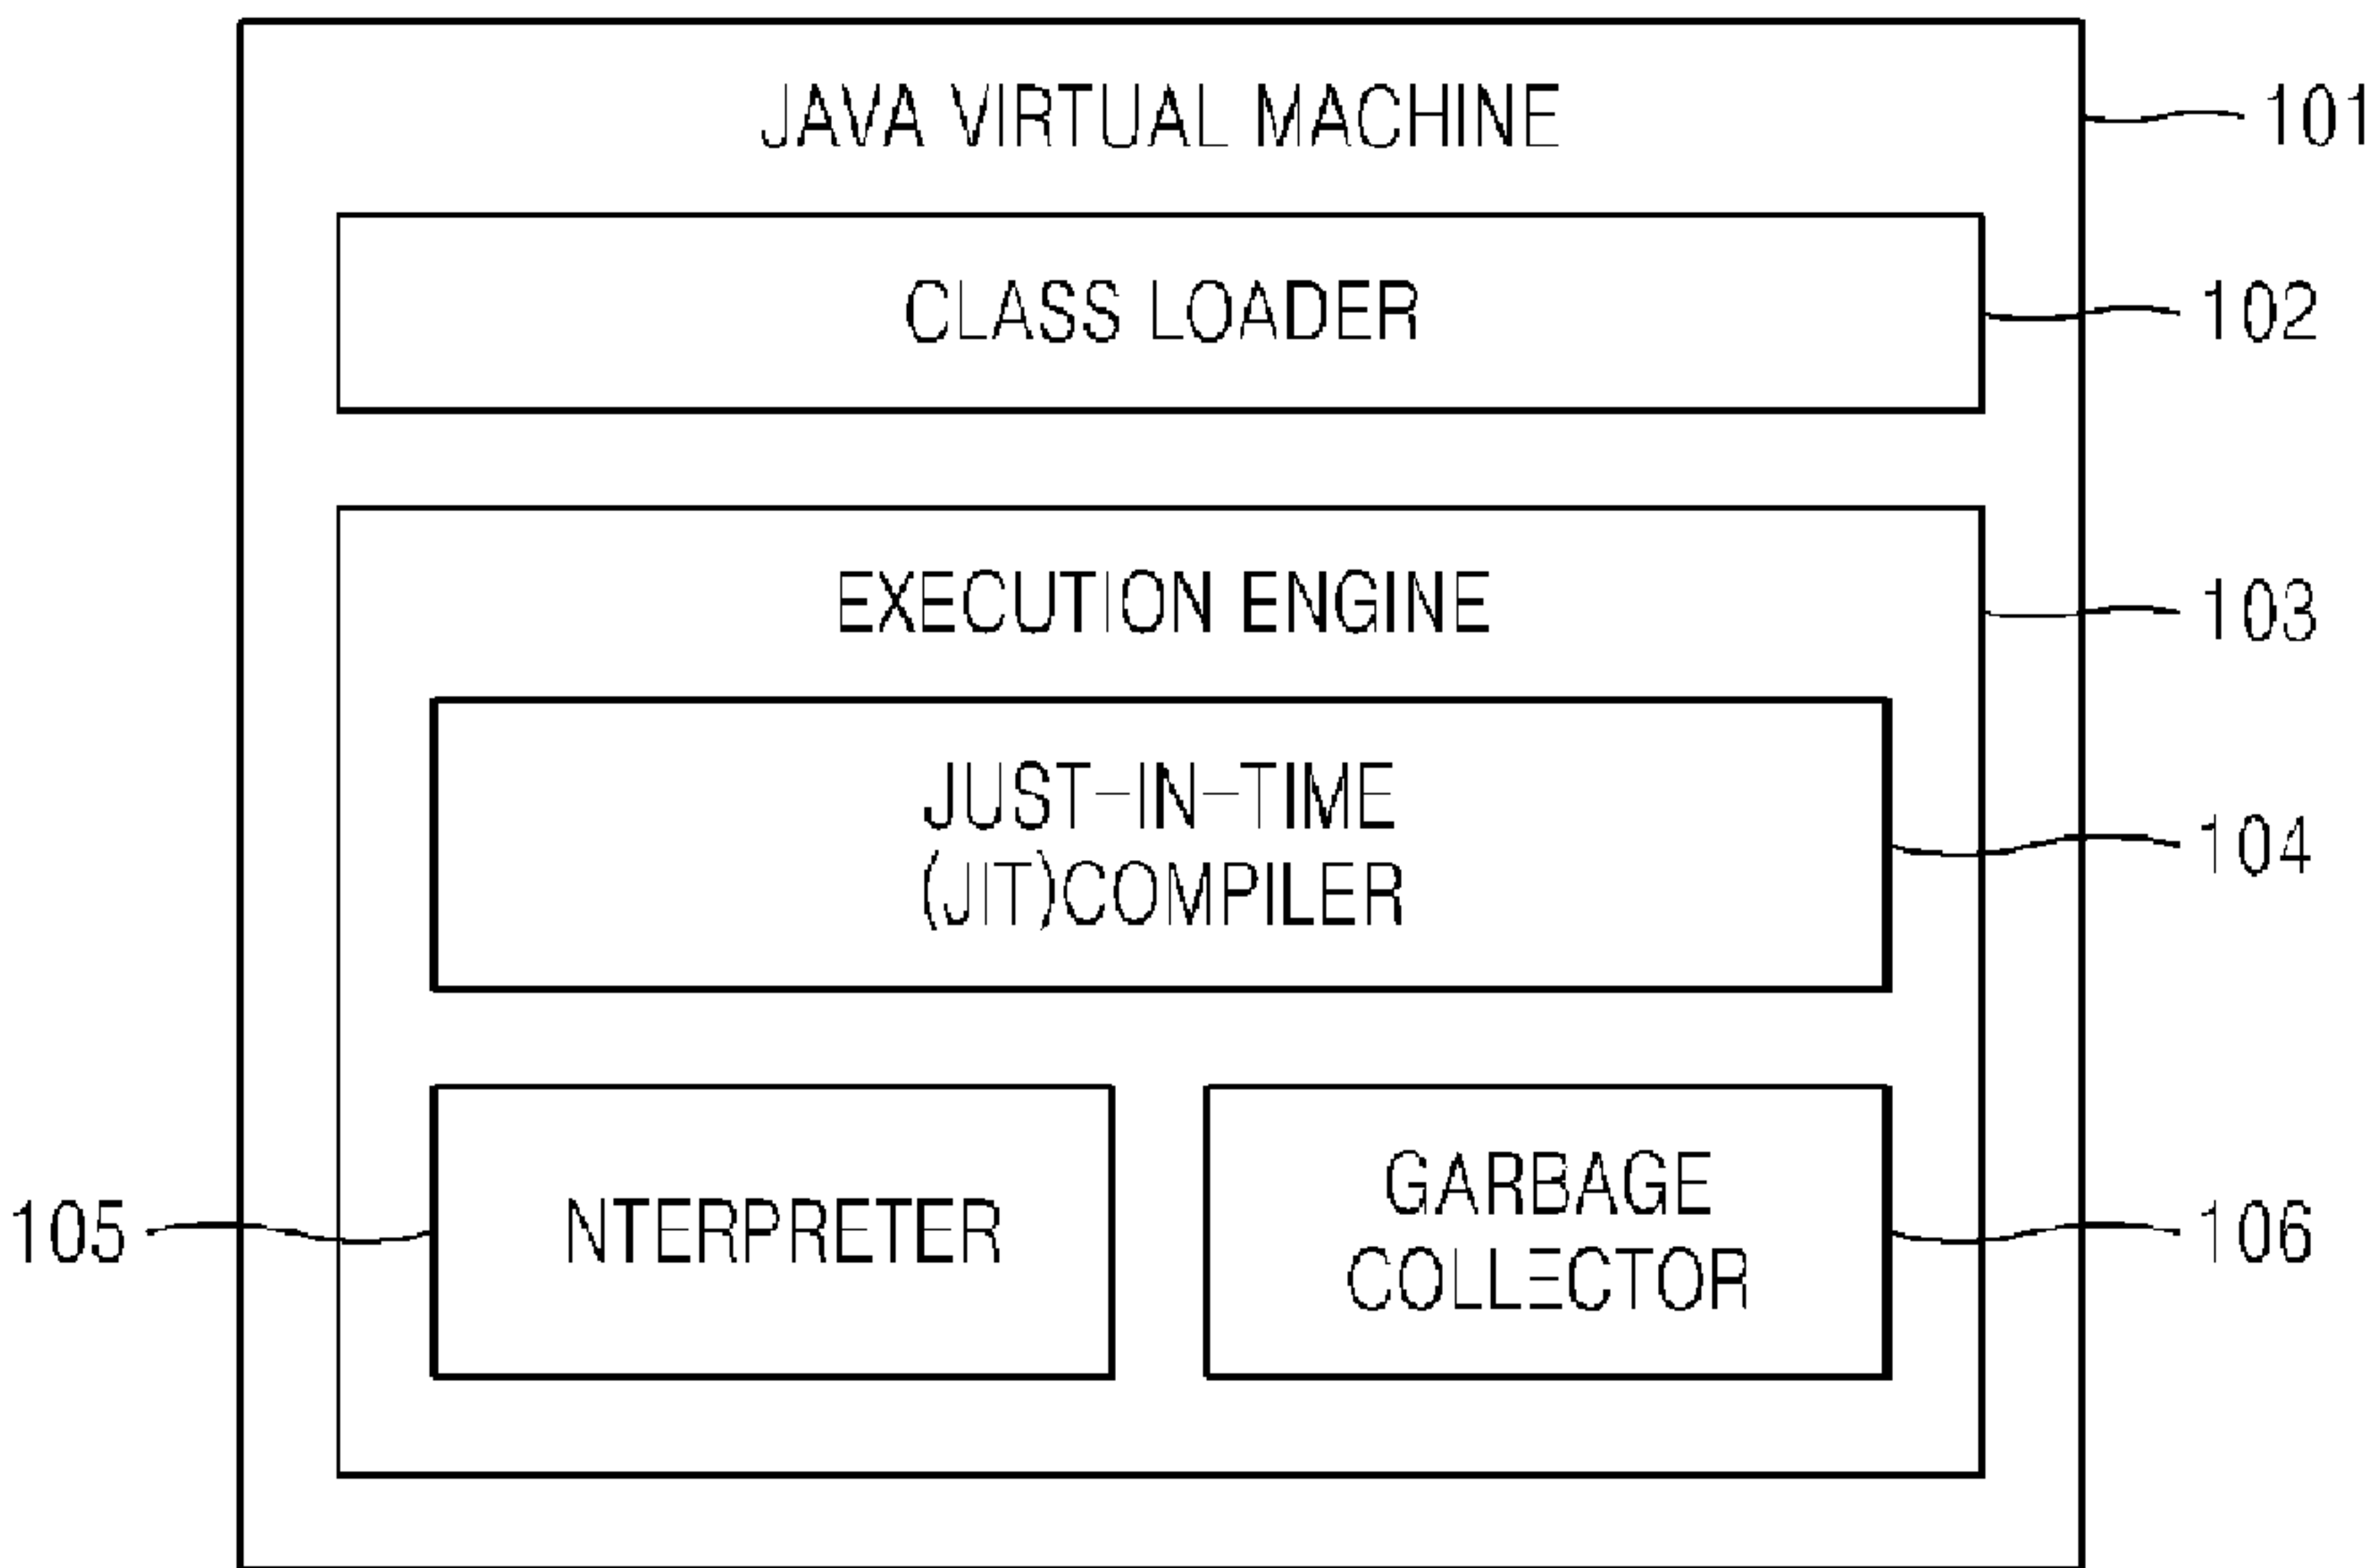 JAVA VIRTUAL MACHINE
101
CLASS LOADER
102
EXECUTION ENGINE
103
JUST-IN-TIME
(JIT)COMPILER
104
105
NTERPRETER
GARBAGE
COLLECTOR
106